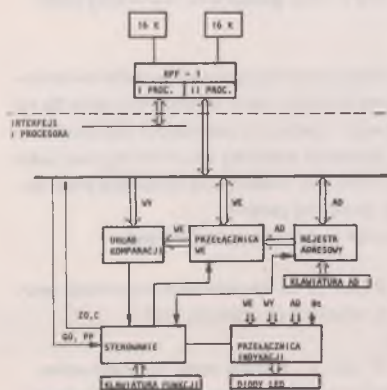 16 K 16 K
RPF - 1
I PROC. II PROC.
INTERFEJS
I PROCESORA
WY WE AD
UKŁAD KOMPARACJI
WE
PRZEŁĄCZNICA WE
AD
REJESTR ADRESOWY
KLAWIATURA AD
ZO,C
GO, PP
WE WY AD
STEROWANIE
PRZEŁĄCZNICA INDYKACJI
KLAWIATURA FUNKCJI
DIODY LED